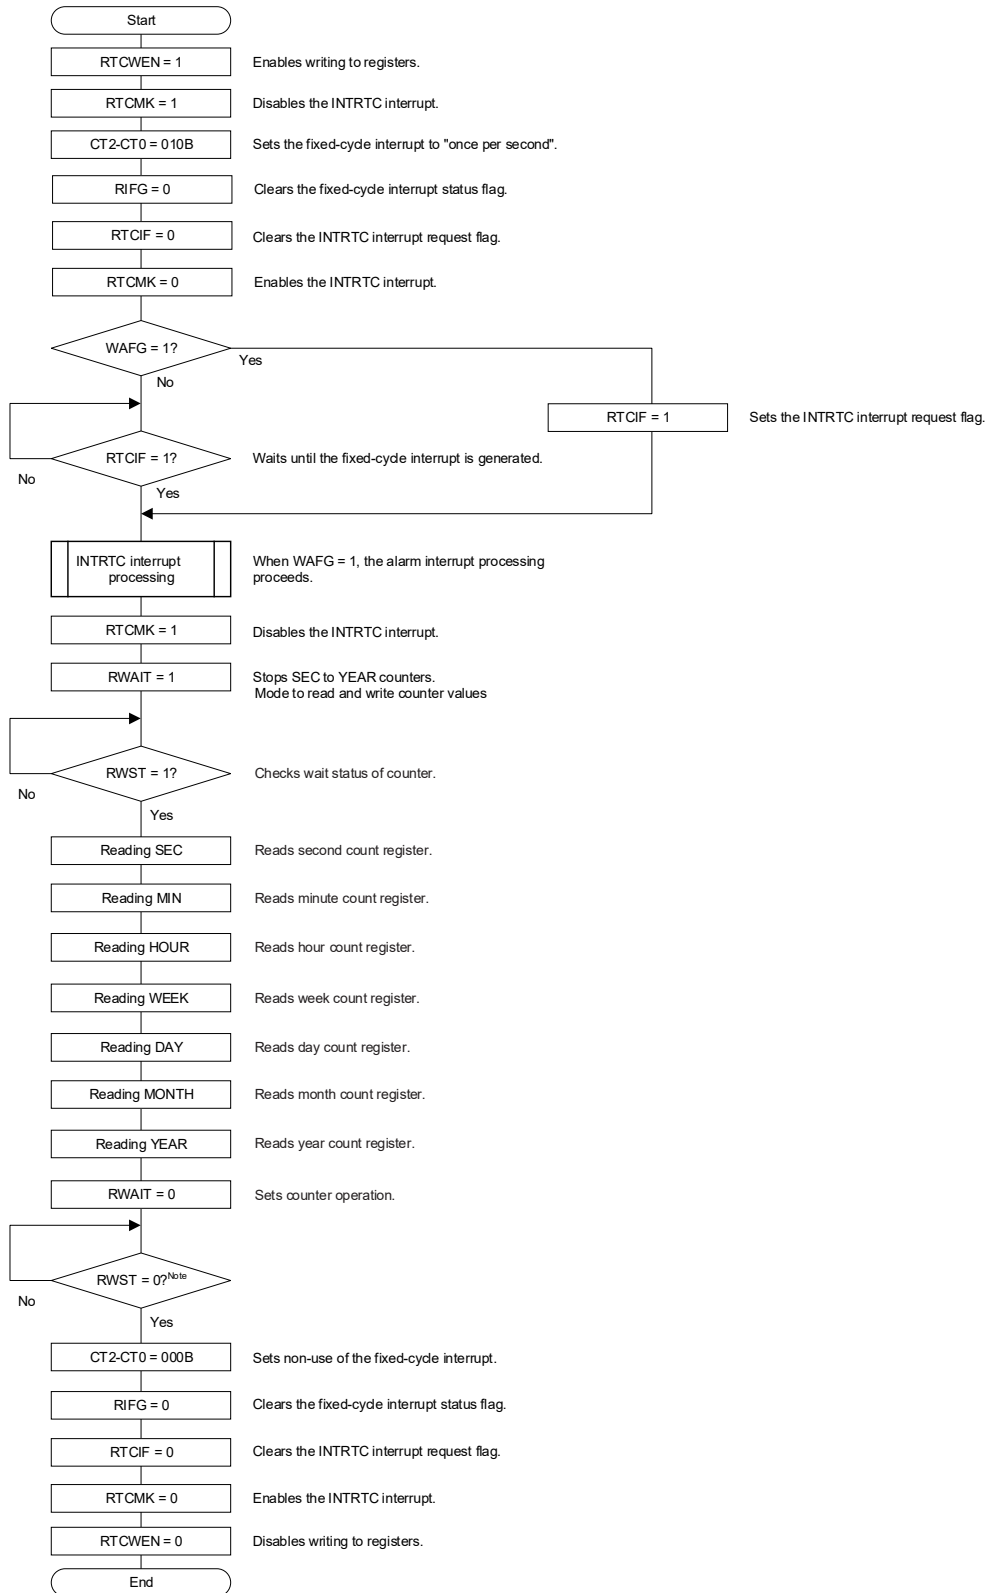 Start
RTCWEN = 1 Enables writing to registers.
RTCMK = 1 Disables the INTRTC interrupt.
CT2-CT0 = 010B Sets the fixed-cycle interrupt to "once per second".
RIFG = 0 Clears the fixed-cycle interrupt status flag.
RTCIF = 0 Clears the INTRTC interrupt request flag.
RTCMK = 0 Enables the INTRTC interrupt.
WAFG = 1?
Yes
No
RTCIF = 1 Sets the INTRTC interrupt request flag.
RTCIF = 1? Waits until the fixed-cycle interrupt is generated.
No
Yes
INTRTC interrupt
processing
When WAFG = 1, the alarm interrupt processing
proceeds.
RTCMK = 1 Disables the INTRTC interrupt.
RWAIT = 1 Stops SEC to YEAR counters.
Mode to read and write counter values
RWST = 1? Checks wait status of counter.
No
Yes
Reading SEC Reads second count register.
Reading MIN Reads minute count register.
Reading HOUR Reads hour count register.
Reading WEEK Reads week count register.
Reading DAY Reads day count register.
Reading MONTH Reads month count register.
Reading YEAR Reads year count register.
RWAIT = 0 Sets counter operation.
RWST = 0?Note
No
Yes
CT2-CT0 = 000B Sets non-use of the fixed-cycle interrupt.
RIFG = 0 Clears the fixed-cycle interrupt status flag.
RTCIF = 0 Clears the INTRTC interrupt request flag.
RTCMK = 0 Enables the INTRTC interrupt.
RTCWEN = 0 Disables writing to registers.
End